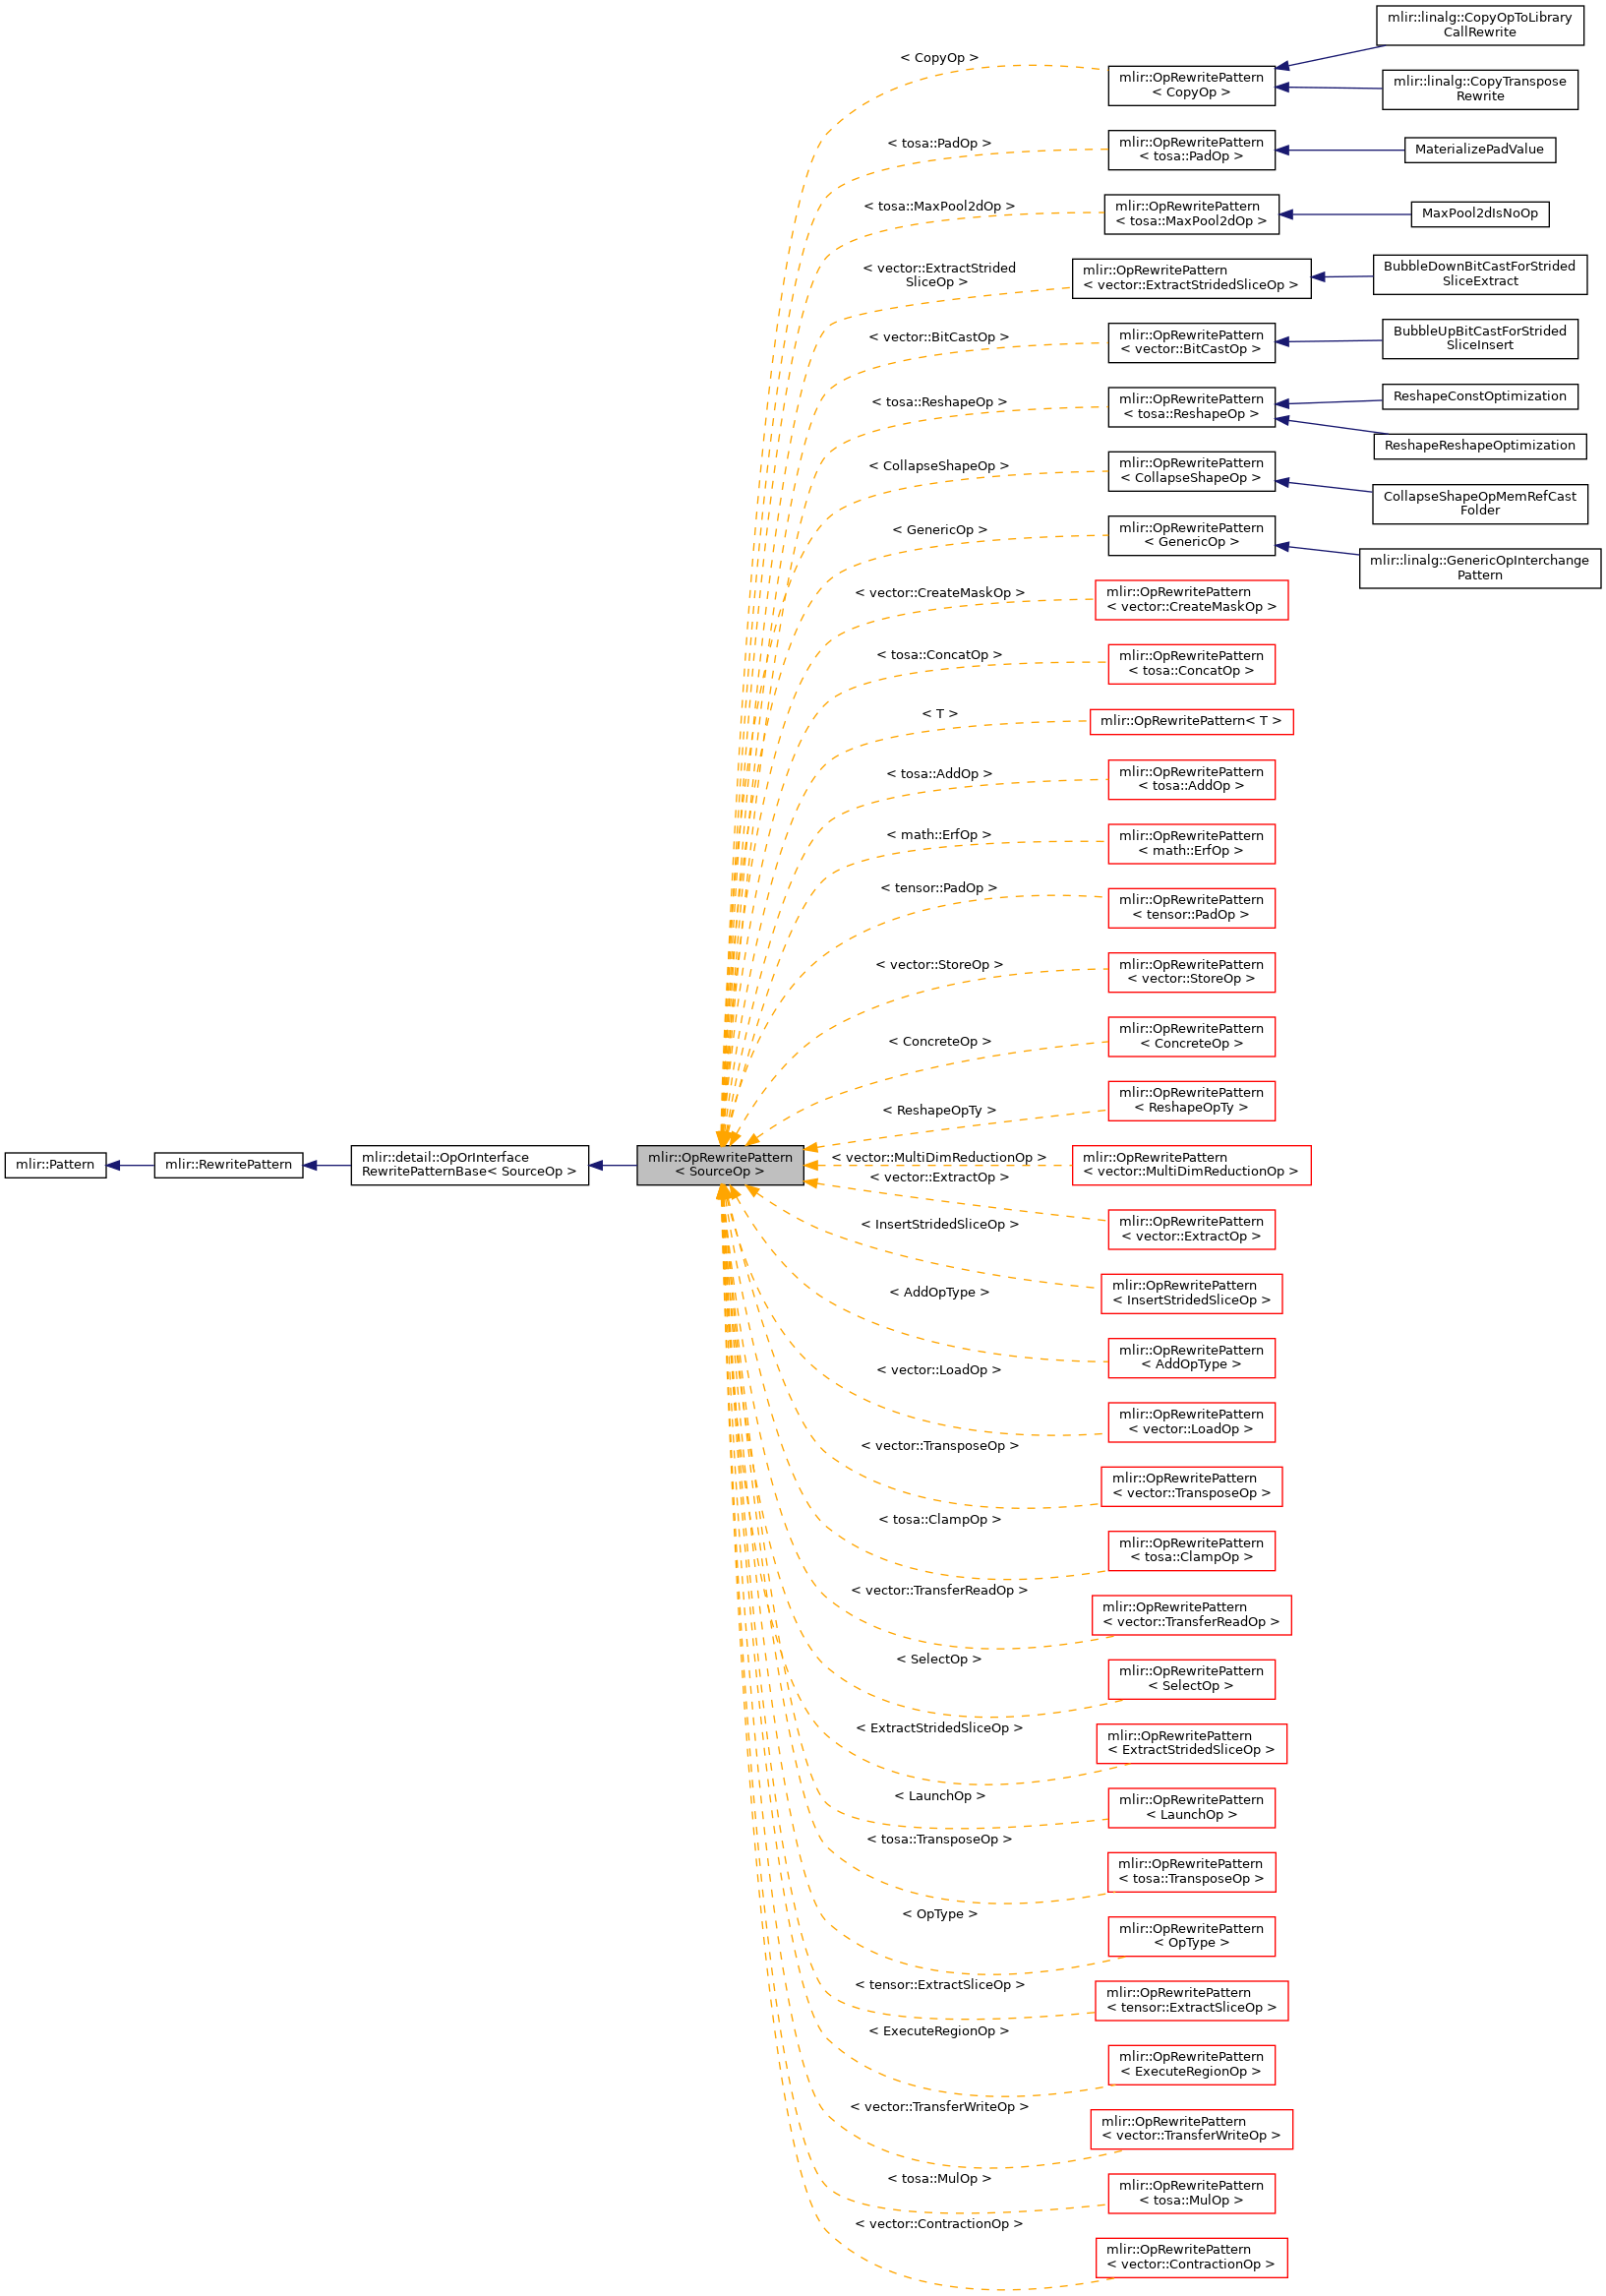 mlir::Pattern
mlir::RewritePattern
mlir::detail::OpOrInterface
RewritePatternBase< SourceOp >
mlir::OpRewritePattern
< SourceOp >
< CopyOp >
mlir::OpRewritePattern
< CopyOp >
mlir::linalg::CopyOpToLibrary
CallRewrite
mlir::linalg::CopyTranspose
Rewrite
< tosa::PadOp >
mlir::OpRewritePattern
< tosa::PadOp >
MaterializePadValue
< tosa::MaxPool2dOp >
mlir::OpRewritePattern
< tosa::MaxPool2dOp >
MaxPool2dIsNoOp
< vector::ExtractStrided
SliceOp >
mlir::OpRewritePattern
< vector::ExtractStridedSliceOp >
BubbleDownBitCastForStrided
SliceExtract
< vector::BitCastOp >
mlir::OpRewritePattern
< vector::BitCastOp >
BubbleUpBitCastForStrided
SliceInsert
< tosa::ReshapeOp >
mlir::OpRewritePattern
< tosa::ReshapeOp >
ReshapeConstOptimization
ReshapeReshapeOptimization
< CollapseShapeOp >
mlir::OpRewritePattern
< CollapseShapeOp >
CollapseShapeOpMemRefCast
Folder
< GenericOp >
mlir::OpRewritePattern
< GenericOp >
mlir::linalg::GenericOpInterchange
Pattern
< vector::CreateMaskOp >
mlir::OpRewritePattern
< vector::CreateMaskOp >
< tosa::ConcatOp >
mlir::OpRewritePattern
< tosa::ConcatOp >
< T >
mlir::OpRewritePattern< T >
< tosa::AddOp >
mlir::OpRewritePattern
< tosa::AddOp >
< math::ErfOp >
mlir::OpRewritePattern
< math::ErfOp >
< tensor::PadOp >
mlir::OpRewritePattern
< tensor::PadOp >
< vector::StoreOp >
mlir::OpRewritePattern
< vector::StoreOp >
< ConcreteOp >
mlir::OpRewritePattern
< ConcreteOp >
< ReshapeOpTy >
mlir::OpRewritePattern
< ReshapeOpTy >
< vector::MultiDimReductionOp >
mlir::OpRewritePattern
< vector::MultiDimReductionOp >
< vector::ExtractOp >
mlir::OpRewritePattern
< vector::ExtractOp >
< InsertStridedSliceOp >
mlir::OpRewritePattern
< InsertStridedSliceOp >
< AddOpType >
mlir::OpRewritePattern
< AddOpType >
< vector::LoadOp >
mlir::OpRewritePattern
< vector::LoadOp >
< vector::TransposeOp >
mlir::OpRewritePattern
< vector::TransposeOp >
< tosa::ClampOp >
mlir::OpRewritePattern
< tosa::ClampOp >
< vector::TransferReadOp >
mlir::OpRewritePattern
< vector::TransferReadOp >
< SelectOp >
mlir::OpRewritePattern
< SelectOp >
< ExtractStridedSliceOp >
mlir::OpRewritePattern
< ExtractStridedSliceOp >
< LaunchOp >
mlir::OpRewritePattern
< LaunchOp >
< tosa::TransposeOp >
mlir::OpRewritePattern
< tosa::TransposeOp >
< OpType >
mlir::OpRewritePattern
< OpType >
< tensor::ExtractSliceOp >
mlir::OpRewritePattern
< tensor::ExtractSliceOp >
< ExecuteRegionOp >
mlir::OpRewritePattern
< ExecuteRegionOp >
< vector::TransferWriteOp >
mlir::OpRewritePattern
< vector::TransferWriteOp >
< tosa::MulOp >
mlir::OpRewritePattern
< tosa::MulOp >
< vector::ContractionOp >
mlir::OpRewritePattern
< vector::ContractionOp >